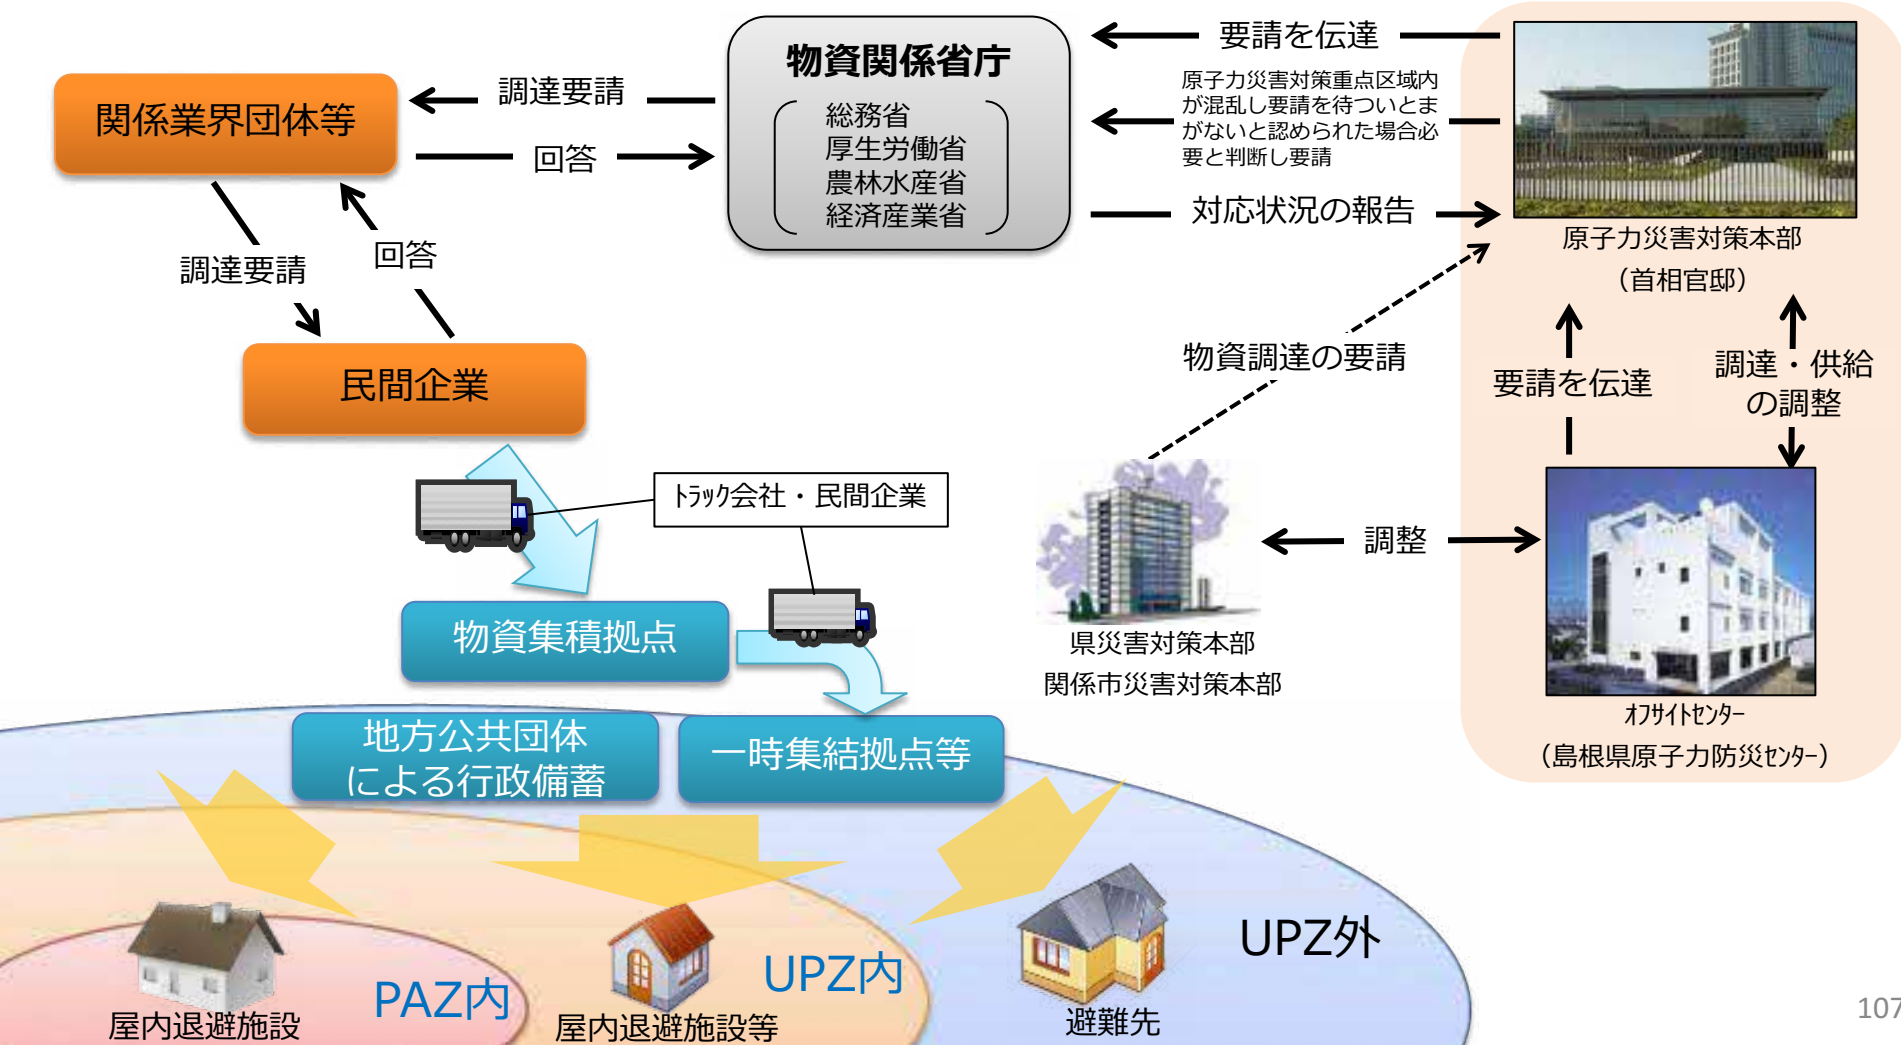 要請を伝達
原子力災害対策重点区域内
が混乱し要請を待ついとま
がないと認められた場合必
要と判断し要請
対応状況の報告
物資関係省庁
総務省
厚生労働省
農林水産省
経済産業省
調達要請
回答
関係業界団体等
調達要請
回答
民間企業
原子力災害対策本部
（首相官邸）
物資調達の要請
要請を伝達
調達・供給
の調整
ﾄﾗｯｸ会社・民間企業
調整
物資集積拠点
県災害対策本部
関係市災害対策本部
ｵﾌｻｲﾄｾﾝﾀｰ
（島根県原子力防災ｾﾝﾀｰ）
地方公共団体
による行政備蓄
一時集結拠点等
UPZ外
UPZ内
PAZ内
屋内退避施設
屋内退避施設等
避難先
107